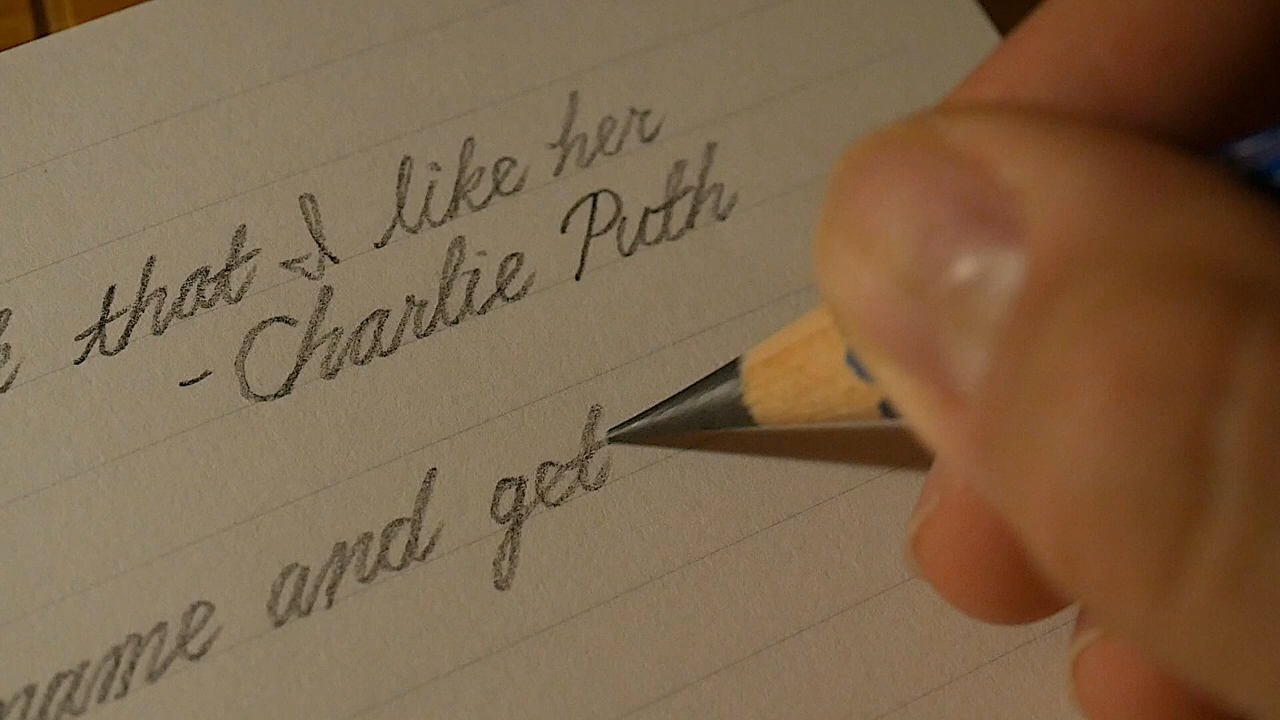 that I like her
- Charlie Puth
name and get